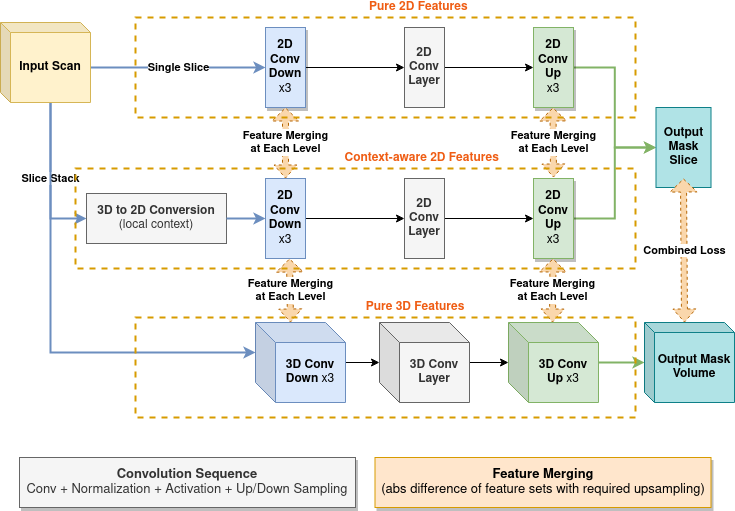 Pure 2D Features
Input Scan
Single Slice
2D
Conv
Down
x3
2D
Conv
Layer
2D
Conv
Up
x3
Feature Merging
at Each Level
Feature Merging
at Each Level
Output
Mask
Slice
Context-aware 2D Features
Slice Stack
3D to 2D Conversion
(local context)
2D
Conv
Down
x3
2D
Conv
Layer
2D
Conv
Up
x3
Combined Loss
Feature Merging
at Each Level
Feature Merging
at Each Level
Pure 3D Features
3D Conv
Down x3
3D Conv
Layer
3D Conv
Up x3
Output Mask
Volume
Convolution Sequence
Conv + Normalization + Activation + Up/Down Sampling
Feature Merging
(abs difference of feature sets with required upsampling)